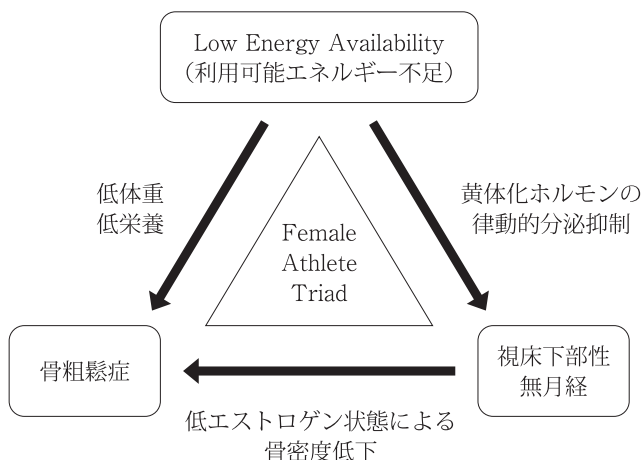 Low Energy Availability
（利用可能エネルギー不足）
低体重
低栄養
黄体化ホルモンの
律動的分泌抑制
Female
Athlete
Triad
骨粗鬆症
視床下部性
無月経
低エストロゲン状態による
骨密度低下